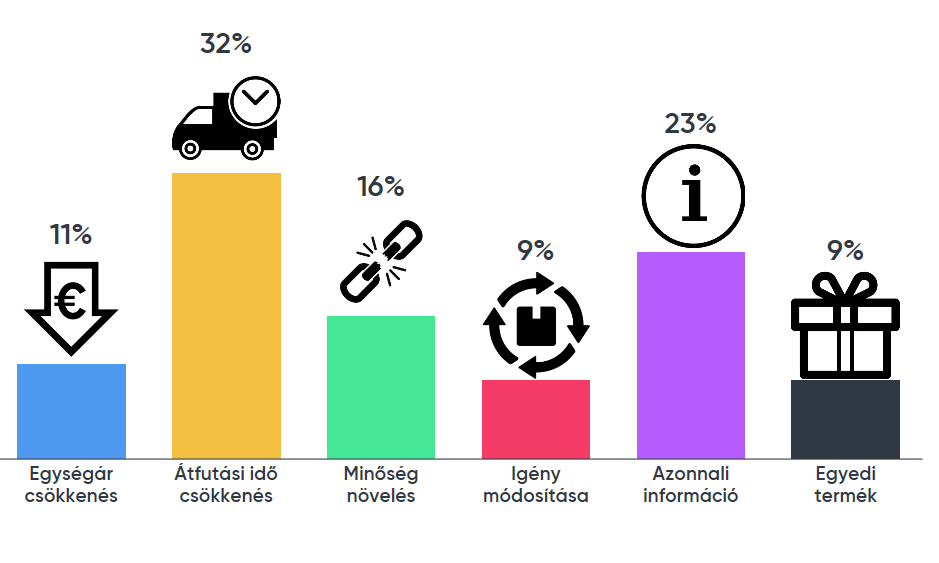 32%
23%
16%
11%
9%
9%
€
i
Egységár
csökkenés
Átfutási idő
csökkenés
Minőség
növelés
Igény
módosítása
Azonnali
információ
Egyedi
termék